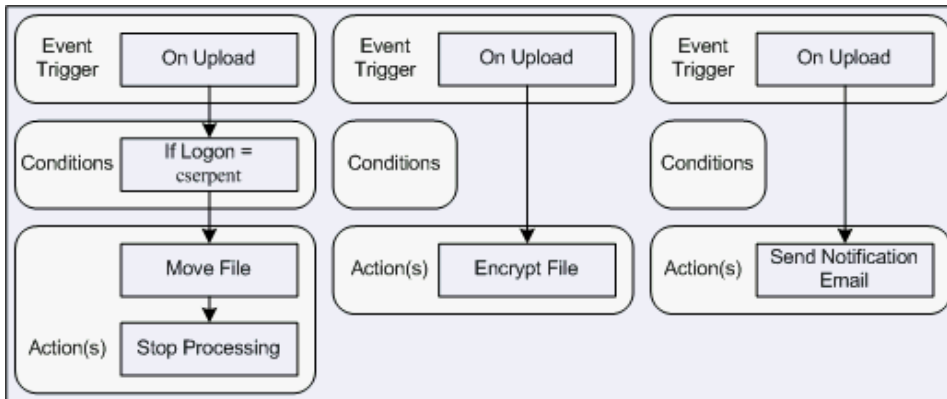 Event
Trigger
On Upload
Conditions
If Logon =
cserpent
Move File
Action(s)
Stop Processing
Event
Trigger
On Upload
Conditions
Action(s)
Encrypt File
Event
Trigger
On Upload
Conditions
Action(s)
Send Notification
Email